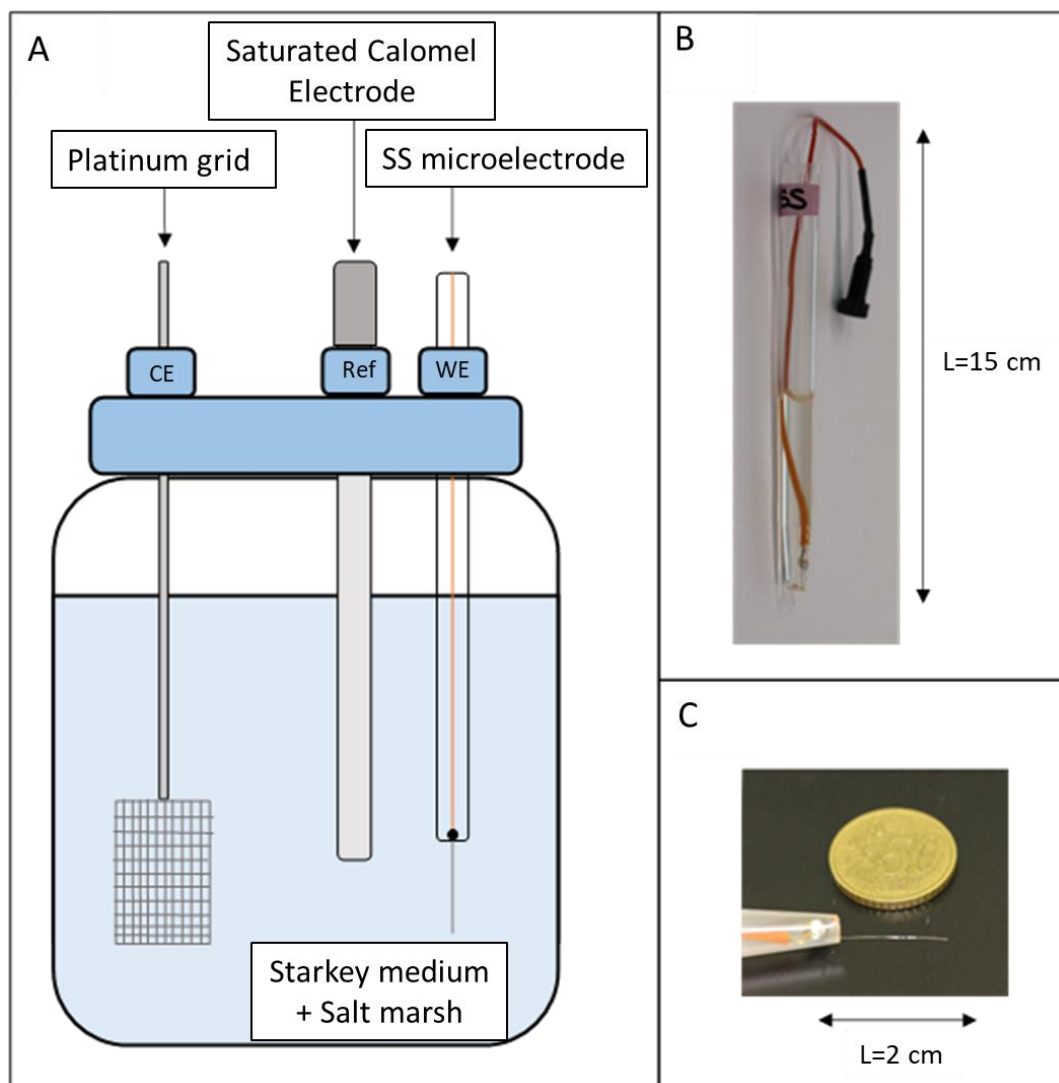 A
Saturated Calomel
Electrode
Platinum grid
SS microelectrode
CE
Ref
WE
Starkey medium
+ Salt marsh
B
SS
L=15 cm
C
50
L=2 cm